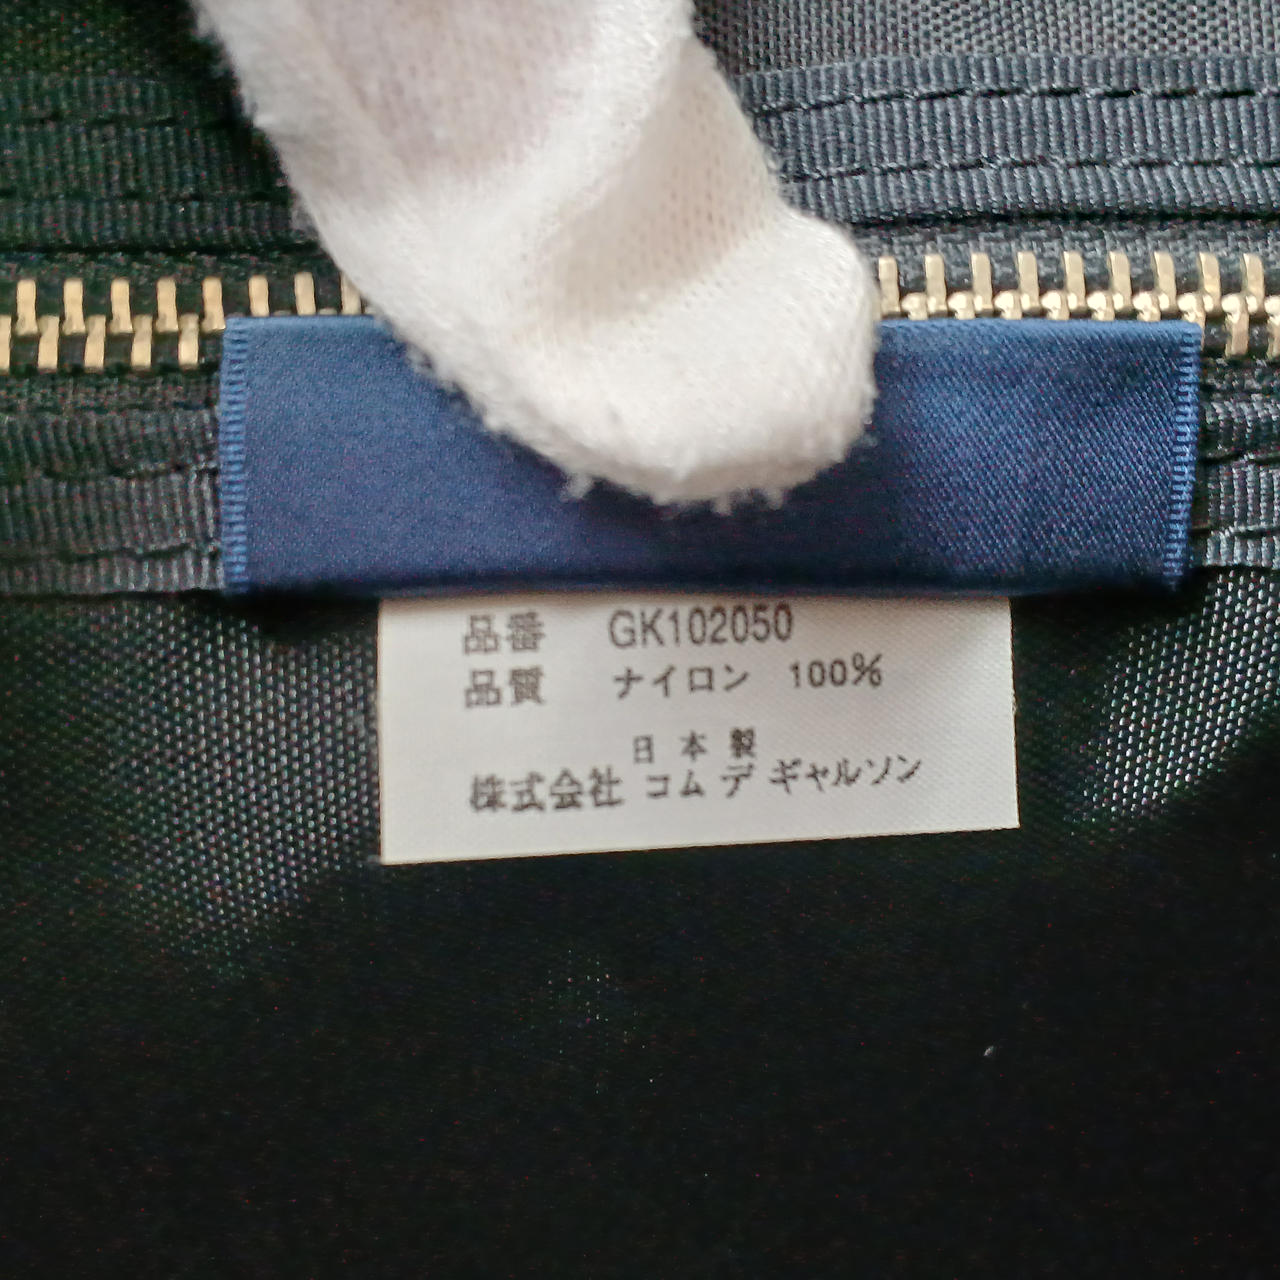 品番 GK102050
品質 ナイロン 100%
日本製
株式会社 コム デ ギャルソン